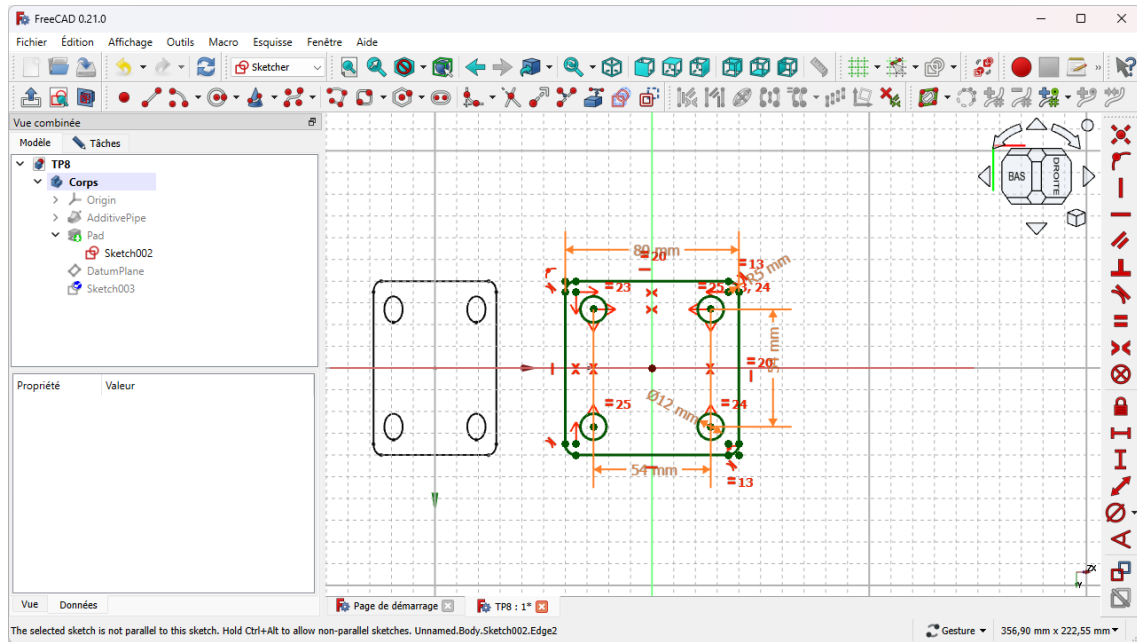 FreeCAD 0.21.0
Fichier Édition Affichage Outils Macro Esquisse Fenêtre Aide
Sketcher
Vue combinée
Modèle Tâches
TP8
Corps
Origin
AdditivePipe
Pad
Sketch002
DatumPlane
Sketch003
Propriété Valeur
Vue Données
BAS DROITE
80 mm
=20
=13
R5 mm
=23
=25
, 24
=20
54 mm
=25
Ø12 mm
=24
54 mm
=13
ZX
Y
Page de démarrage
TP8 : 1*
The selected sketch is not parallel to this sketch. Hold Ctrl+Alt to allow non-parallel sketches. Unnamed.Body.Sketch002.Edge2
Gesture
356,90 mm x 222,55 mm